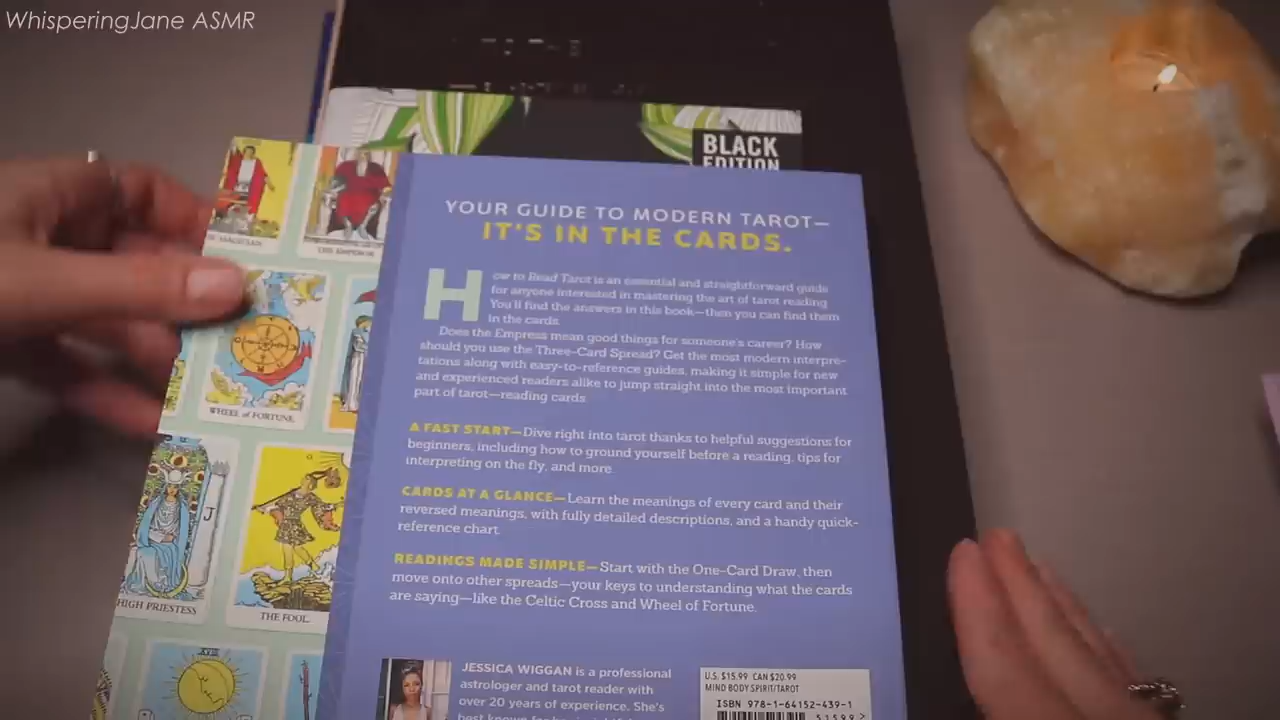 WhisperingJane ASMR
BLACK
EDITION
THE EMPEROR.
WHEEL of FORTUNE.
HIGH PRIESTESS
J
THE FOOL.
XVIII
YOUR GUIDE TO MODERN TAROT—
IT'S IN THE CARDS.
How to Read Tarot is an essential and straightforward guide
for anyone interested in mastering the art of tarot reading.
You'll find the answers in this book—then you can find them
in the cards.
Does the Empress mean good things for someone's career? How
should you use the Three-Card Spread? Get the most modern interpre-
tations along with easy-to-reference guides, making it simple for new
and experienced readers alike to jump straight into the most important
part of tarot—reading cards.
A FAST START—Dive right into tarot thanks to helpful suggestions for
beginners, including how to ground yourself before a reading, tips for
interpreting on the fly, and more.
CARDS AT A GLANCE—Learn the meanings of every card and their
reversed meanings, with fully detailed descriptions, and a handy quick-
reference chart.
READINGS MADE SIMPLE—Start with the One-Card Draw, then
move onto other spreads—your keys to understanding what the cards
are saying—like the Celtic Cross and Wheel of Fortune.
JESSICA WIGGAN is a professional
astrologer and tarot reader with
over 20 years of experience. She's
U.S. $15.99 CAN $20.99
MIND BODY SPIRIT/TAROT
ISBN 978-1-64152-439-1